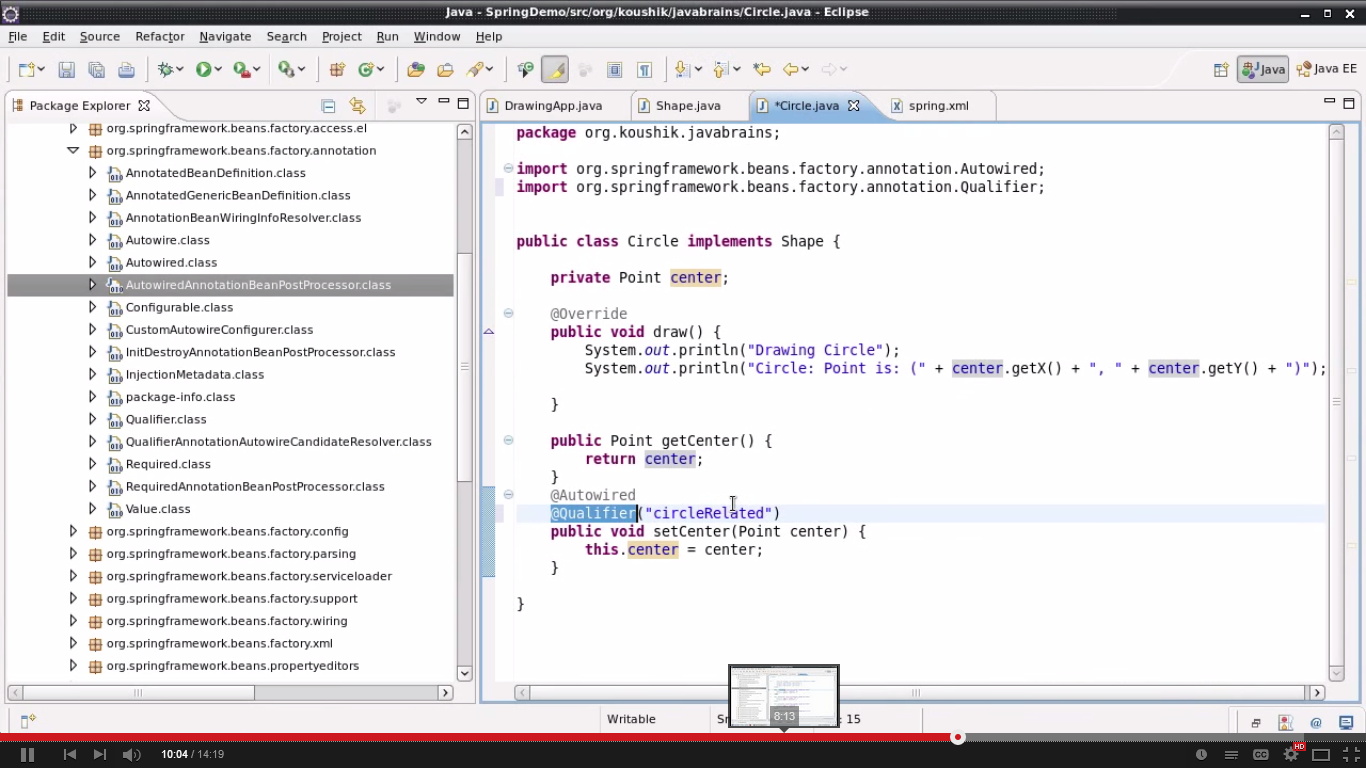 Java - SpringDemo/src/org/koushik/javabrains/Circle.java - Eclipse
File Edit Source Refactor Navigate Search Project Run Window Help
Java Java EE
Package Explorer
DrawingApp.java Shape.java *Circle.java spring.xml
org.springframework.beans.factory.access.el
org.springframework.beans.factory.annotation
AnnotatedBeanDefinition.class
AnnotatedGenericBeanDefinition.class
AnnotationBeanWiringInfoResolver.class
Autowire.class
Autowired.class
AutowiredAnnotationBeanPostProcessor.class
Configurable.class
CustomAutowireConfigurer.class
InitDestroyAnnotationBeanPostProcessor.class
InjectionMetadata.class
package-info.class
Qualifier.class
QualifierAnnotationAutowireCandidateResolver.class
Required.class
RequiredAnnotationBeanPostProcessor.class
Value.class
org.springframework.beans.factory.config
org.springframework.beans.factory.parsing
org.springframework.beans.factory.serviceloader
org.springframework.beans.factory.support
org.springframework.beans.factory.wiring
org.springframework.beans.factory.xml
org.springframework.beans.propertyeditors
package org.koushik.javabrains;
import org.springframework.beans.factory.annotation.Autowired;
import org.springframework.beans.factory.annotation.Qualifier;
public class Circle implements Shape {
private Point center;
@Override
public void draw() {
System.out.println("Drawing Circle");
System.out.println("Circle: Point is: (" + center.getX() + ", " + center.getY() + ")");
}
public Point getCenter() {
return center;
}
@Autowired
@Qualifier("circleRelated")
public void setCenter(Point center) {
this.center = center;
}
}
Writable Sm : 15
8:13
10:04 / 14:19
CC HD